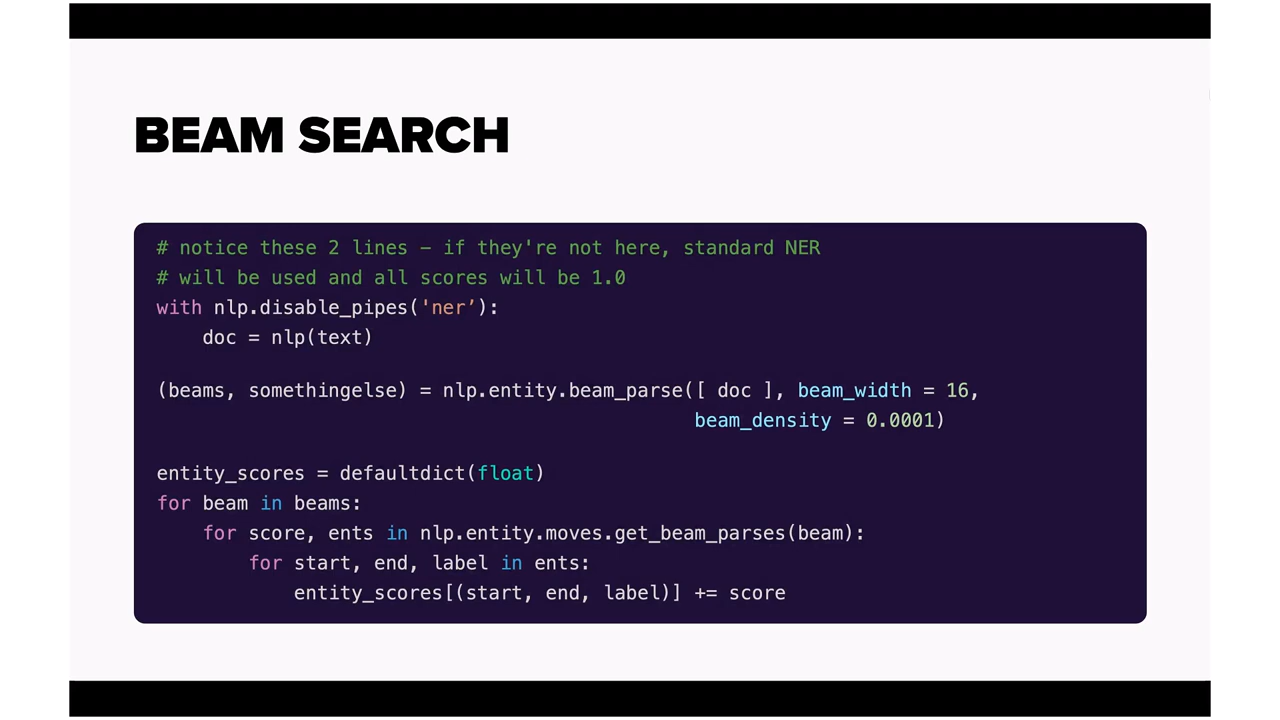 BEAM SEARCH
# notice these 2 lines – if they're not here, standard NER
# will be used and all scores will be 1.0
with nlp.disable_pipes('ner’):
    doc = nlp(text)
(beams, somethingelse) = nlp.entity.beam_parse([ doc ], beam_width = 16,
                                               beam_density = 0.0001)
entity_scores = defaultdict(float)
for beam in beams:
    for score, ents in nlp.entity.moves.get_beam_parses(beam):
        for start, end, label in ents:
            entity_scores[(start, end, label)] += score